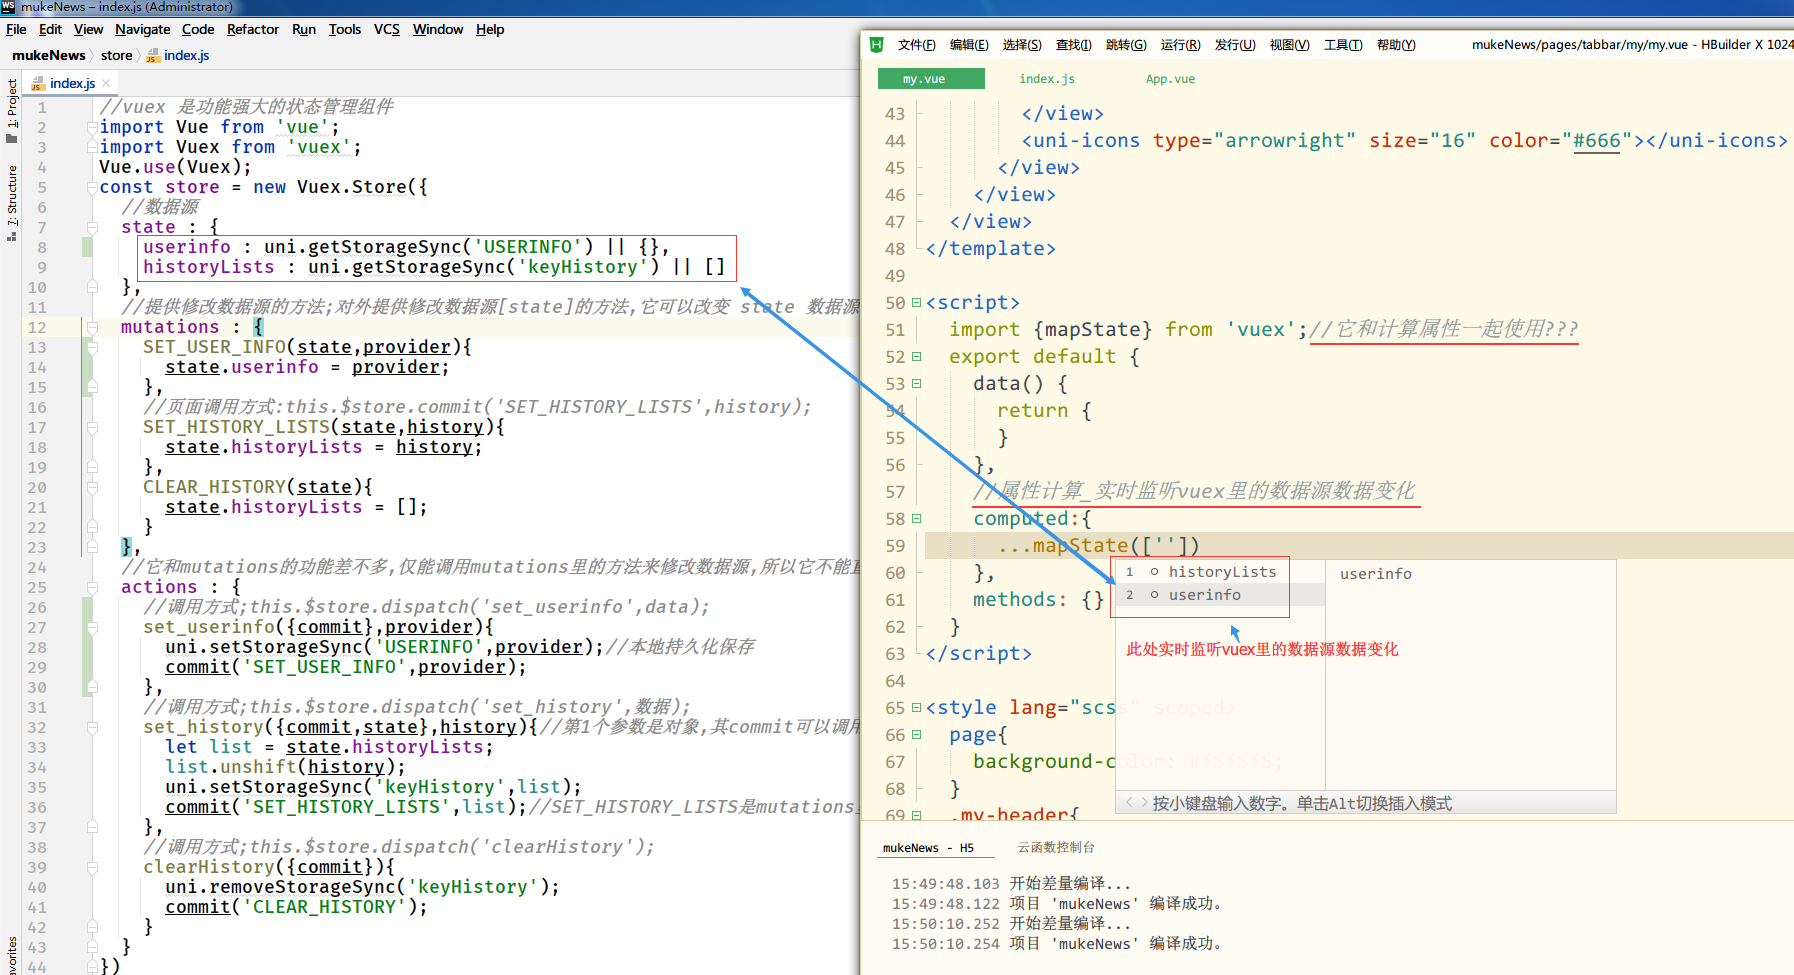 mukeNews – index.js (Administrator)
File Edit View Navigate Code Refactor Run Tools VCS Window Help
mukeNews store index.js
1: Project
7: Structure
avorites
index.js
1 //vuex 是功能强大的状态管理组件
2 import Vue from 'vue';
3 import Vuex from 'vuex';
4 Vue.use(Vuex);
5 const store = new Vuex.Store({
6 //数据源
7 state : {
8 userinfo : uni.getStorageSync('USERINFO') || {},
9 historyLists : uni.getStorageSync('keyHistory') || []
10 },
11 //提供修改数据源的方法;对外提供修改数据源[state]的方法,它可以改变 state 数据源
12 mutations : {
13 SET_USER_INFO(state,provider){
14 state.userinfo = provider;
15 },
16 //页面调用方式:this.$store.commit('SET_HISTORY_LISTS',history);
17 SET_HISTORY_LISTS(state,history){
18 state.historyLists = history;
19 },
20 CLEAR_HISTORY(state){
21 state.historyLists = [];
22 }
23 },
24 //它和mutations的功能差不多,仅能调用mutations里的方法来修改数据源,所以它不能直
25 actions : {
26 //调用方式;this.$store.dispatch('set_userinfo',data);
27 set_userinfo({commit},provider){
28 uni.setStorageSync('USERINFO',provider);//本地持久化保存
29 commit('SET_USER_INFO',provider);
30 },
31 //调用方式;this.$store.dispatch('set_history',数据);
32 set_history({commit,state},history){//第1个参数是对象,其commit可以调用
33 let list = state.historyLists;
34 list.unshift(history);
35 uni.setStorageSync('keyHistory',list);
36 commit('SET_HISTORY_LISTS',list);//SET_HISTORY_LISTS是mutations
37 },
38 //调用方式;this.$store.dispatch('clearHistory');
39 clearHistory({commit}){
40 uni.removeStorageSync('keyHistory');
41 commit('CLEAR_HISTORY');
42 }
43 }
44 })
文件(F) 编辑(E) 选择(S) 查找(I) 跳转(G) 运行(R) 发行(U) 视图(V) 工具(T) 帮助(Y) mukeNews/pages/tabbar/my/my.vue - HBuilder X 1024
my.vue index.js App.vue
43 </view>
44 <uni-icons type="arrowright" size="16" color="#666"></uni-icons>
45 </view>
46 </view>
47 </view>
48 </template>
49
50 <script>
51 import {mapState} from 'vuex';//它和计算属性一起使用???
52 export default {
53 data() {
54 return {
55 }
56 },
57 //属性计算_实时监听vuex里的数据源数据变化
58 computed:{
59 ...mapState([''])
60 },
61 methods: {}
62 }
63 </script>
64
65 <style lang="scss" scoped>
66 page{
67 background-color: #f5f5f5;
68 }
69 .my-header{
1 historyLists
2 userinfo
userinfo
此处实时监听vuex里的数据源数据变化
按小键盘输入数字。单击Alt切换插入模式
mukeNews - H5 云函数控制台
15:49:48.103 开始差量编译...
15:49:48.122 项目 'mukeNews' 编译成功。
15:50:10.252 开始差量编译...
15:50:10.254 项目 'mukeNews' 编译成功。